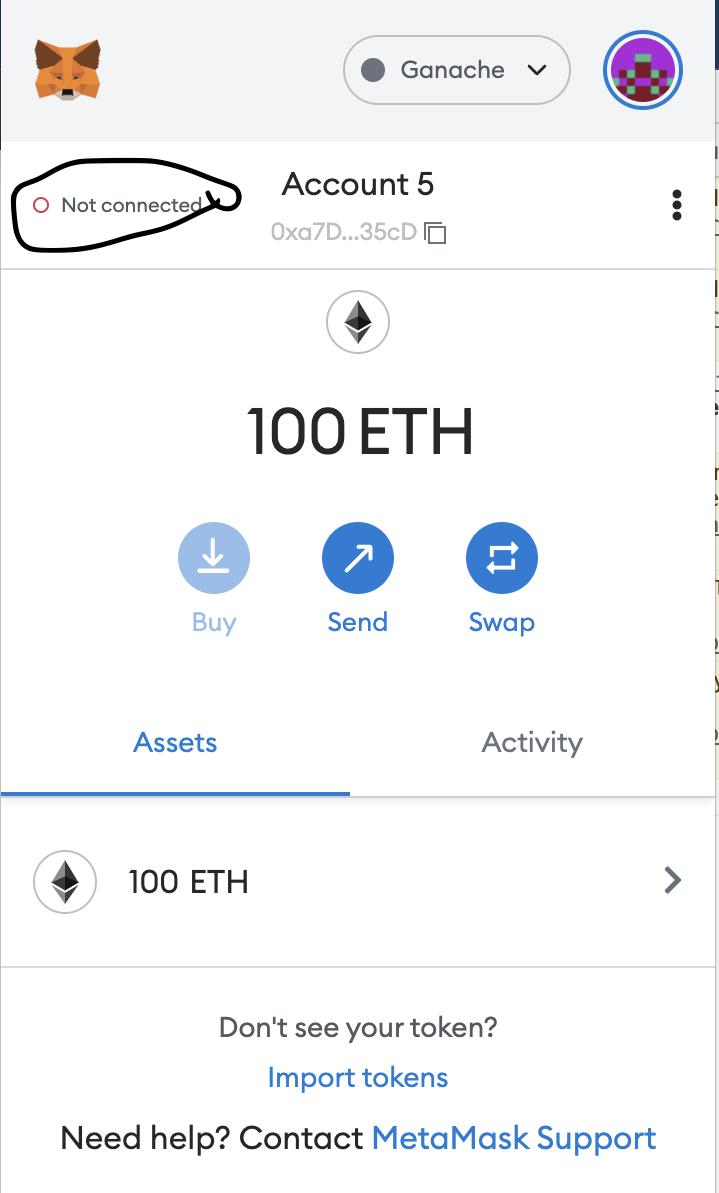 Ganache
Not connected
Account 5
0xa7D...35cD
100 ETH
Buy
Send
Swap
Assets
Activity
100 ETH
Don't see your token?
Import tokens
Need help? Contact MetaMask Support